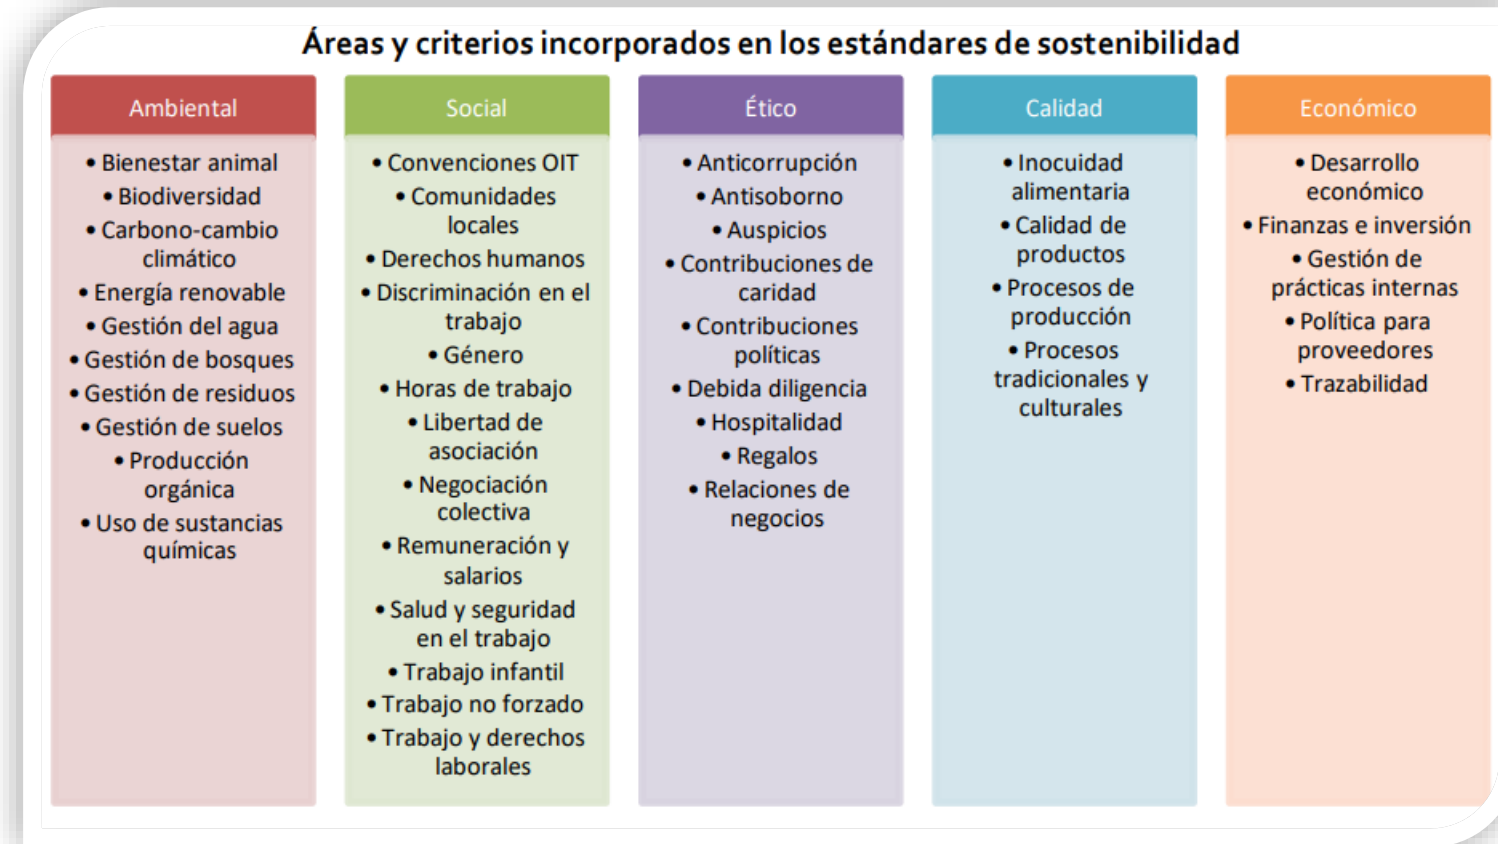 Áreas y criterios incorporados en los estándares de sostenibilidad
Ambiental
• Bienestar animal
• Biodiversidad
• Carbono-cambio
climático
• Energía renovable
• Gestión del agua
• Gestión de bosques
• Gestión de residuos
• Gestión de suelos
• Producción
orgánica
• Uso de sustancias
químicas
Social
• Convenciones OIT
• Comunidades
locales
• Derechos humanos
• Discriminación en el
trabajo
• Género
• Horas de trabajo
• Libertad de
asociación
• Negociación
colectiva
• Remuneración y
salarios
• Salud y seguridad
en el trabajo
• Trabajo infantil
• Trabajo no forzado
• Trabajo y derechos
laborales
Ético
• Anticorrupción
• Antisoborno
• Auspicios
• Contribuciones de
caridad
• Contribuciones
políticas
• Debida diligencia
• Hospitalidad
• Regalos
• Relaciones de
negocios
Calidad
• Inocuidad
alimentaria
• Calidad de
productos
• Procesos de
producción
• Procesos
tradicionales y
culturales
Económico
• Desarrollo
económico
• Finanzas e inversión
• Gestión de
prácticas internas
• Política para
proveedores
• Trazabilidad